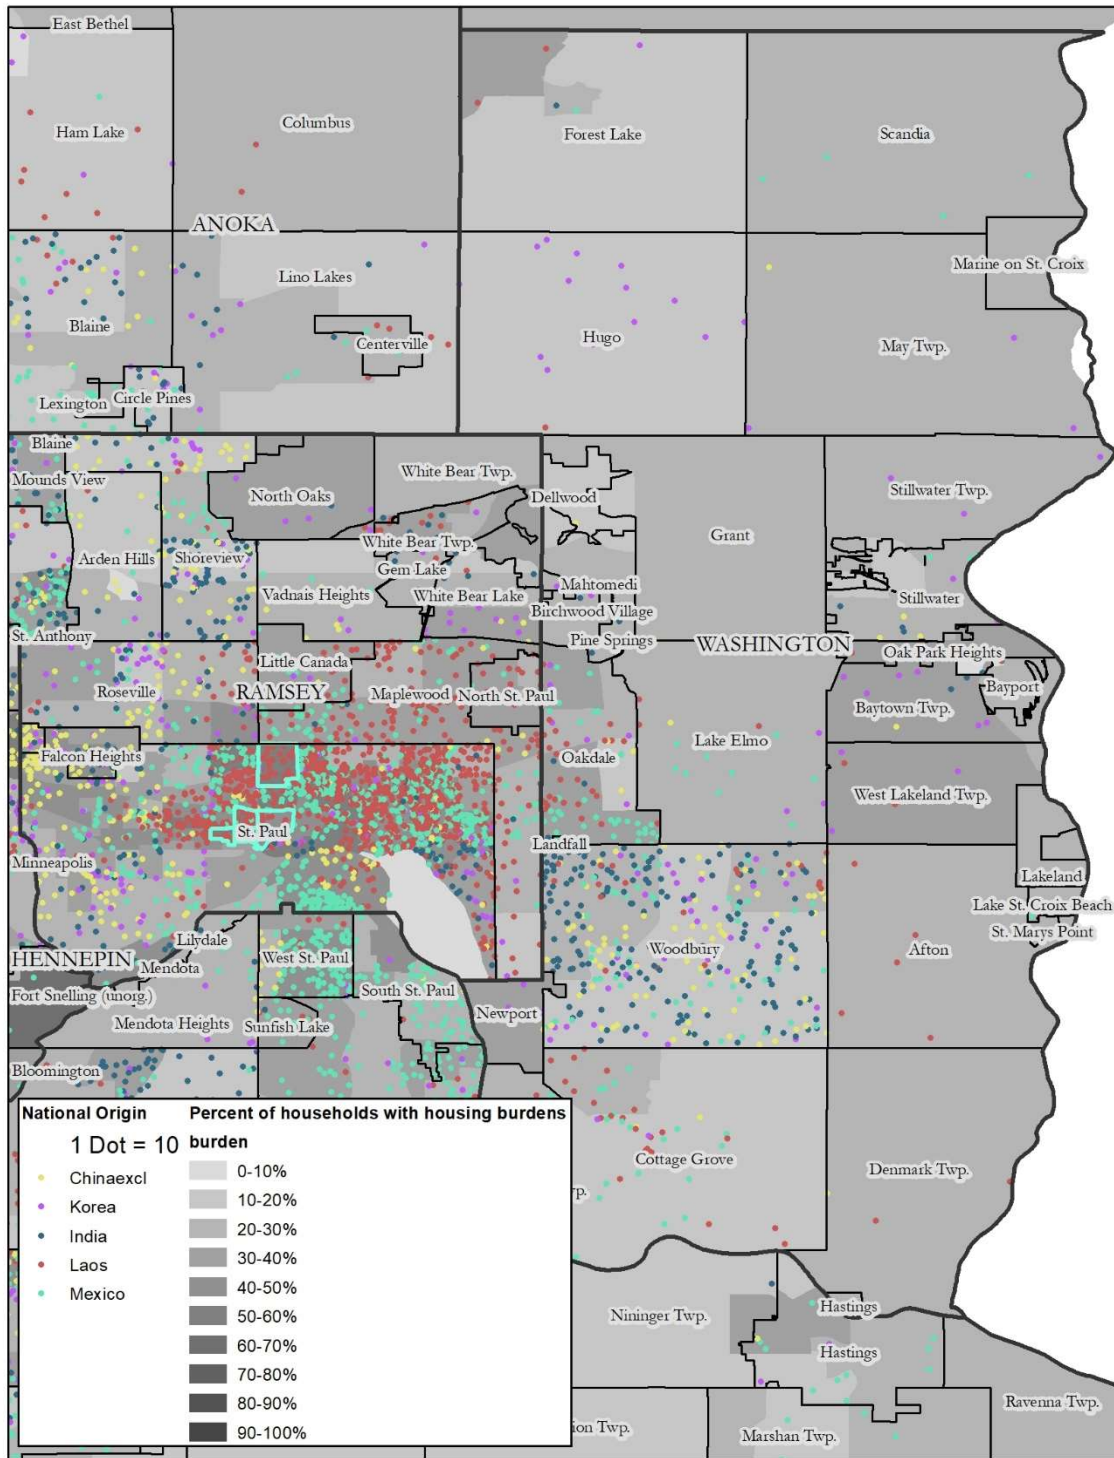 East Bethel
Columbus
Ham Lake
Forest Lake
Scandia
ANOKA
Marine on St. Croix
Lino Lakes
Blaine
Centerville
Hugo
May Twp.
Lexington
Circle Pines
Blaine
Mounds View
White Bear Twp.
North Oaks
Dellwood
Stillwater Twp.
Grant
White Bear Twp.
Arden Hills
Shoreview
Gem Lake
Vadnais Heights
White Bear Lake
Mahtomedi
Birchwood Village
Stillwater
St. Anthony
Pine Springs
WASHINGTON
Oak Park Heights
Little Canada
Roseville
RAMSEY
Maplewood
North St. Paul
Bayport
Baytown Twp.
Falcon Heights
Oakdale
Lake Elmo
West Lakeland Twp.
St. Paul
Landfall
Minneapolis
Lakeland
Lake St. Croix Beach
St. Marys Point
Lilydale
Woodbury
Afton
HENNEPIN
Mendota
West St. Paul
Fort Snelling (unorg.)
South St. Paul
Newport
Mendota Heights
Sunfish Lake
Bloomington
National Origin
1 Dot = 10
Chinaexcl
Korea
India
Laos
Mexico
Percent of households with housing burdens
burden
0-10%
10-20%
20-30%
30-40%
40-50%
50-60%
60-70%
70-80%
80-90%
90-100%
Cottage Grove
Denmark Twp.
wp.
Nininger Twp.
Hastings
Hastings
Ravenna Twp.
ion Twp.
Marshan Twp.